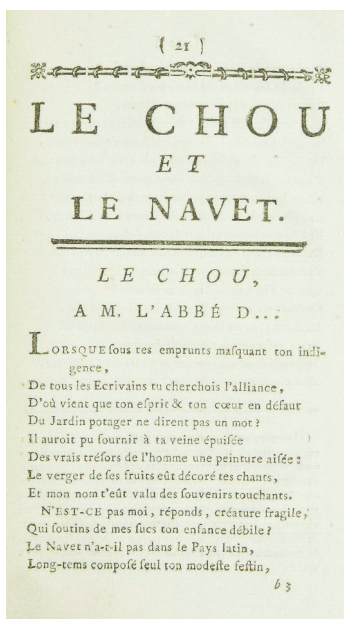 ( 21 )
LE CHOU
ET
LE NAVET.
LE CHOU,
A M. L'ABBÉ D...
LORSQUE ſous tes emprunts maſquant ton indi-
gence,
De tous les Ecrivains tu cherchois l'alliance,
D'où vient que ton eſprit & ton cœur en défaut
Du Jardin potager ne dirent pas un mot ?
Il auroit pu fournir à ta veine épuiſée
Des vrais tréſors de l'homme une peinture aiſée :
Le verger de ſes fruits eût décoré tes chants,
Et mon nom t'eût valu des ſouvenirs touchants.
N'EST-CE pas moi, réponds, créature fragile,
Qui ſoutins de mes ſucs ton enfance débile ?
Le Navet n'a-t-il pas dans le Pays latin,
Long-tems compoſé ſeul ton modeſte feſtin,
b 3